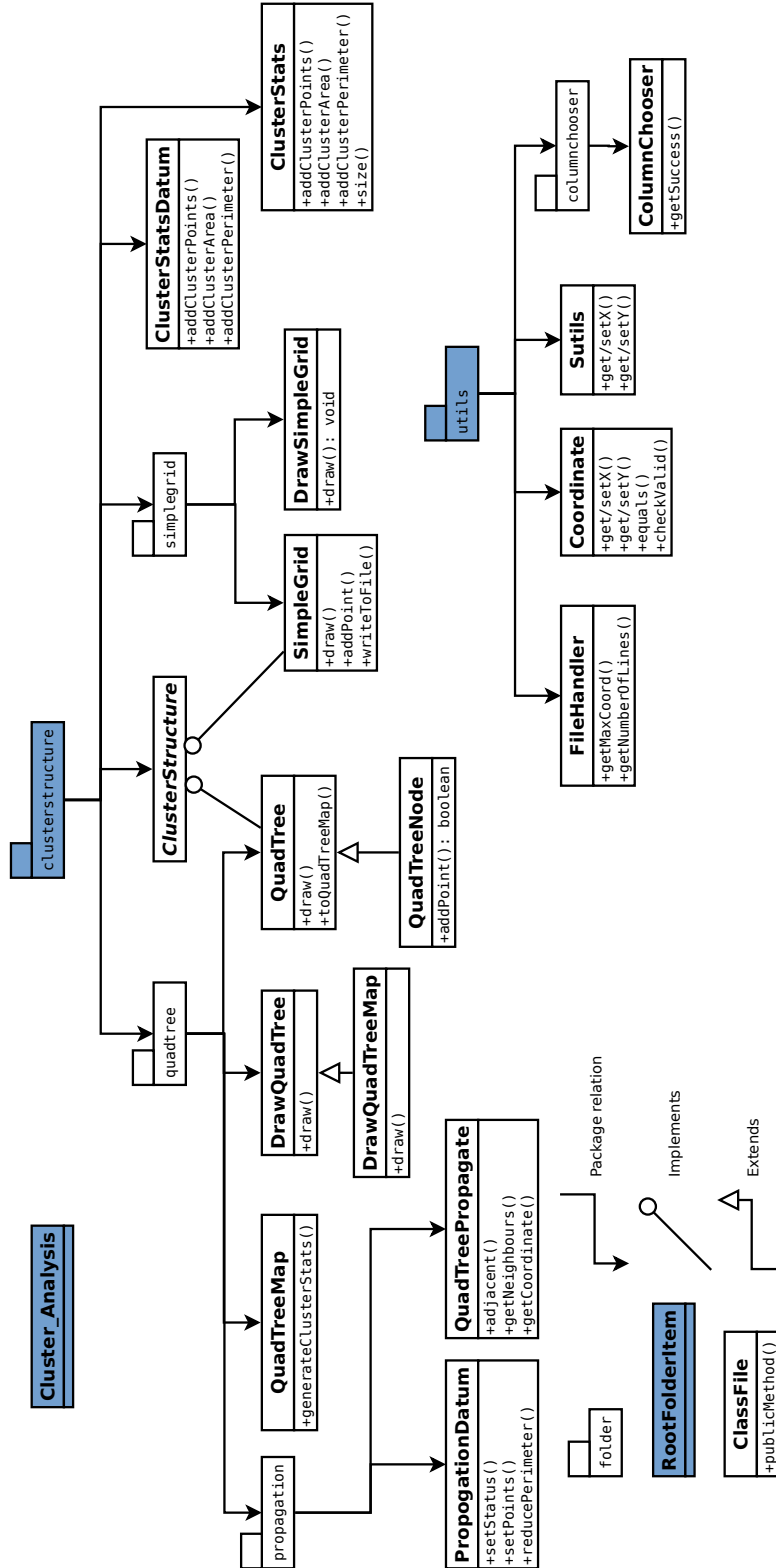 Cluster_Analysis
clusterstructure
quadtree
ClusterStructure
simplegrid
ClusterStatsDatum
+addClusterPoints()
+addClusterArea()
+addClusterPerimeter()
ClusterStats
+addClusterPoints()
+addClusterArea()
+addClusterPerimeter()
+size()
propagation
QuadTreeMap
+generateClusterStats()
DrawQuadTree
+draw()
QuadTree
+draw()
+toQuadTreeMap()
SimpleGrid
+draw()
+addPoint()
+writeToFile()
DrawSimpleGrid
+draw(): void
DrawQuadTreeMap
+draw()
QuadTreeNode
+addPoint(): boolean
PropogationDatum
+setStatus()
+setPoints()
+reducePerimeter()
QuadTreePropagate
+adjacent()
+getNeighbours()
+getCoordinate()
utils
FileHandler
+getMaxCoord()
+getNumberOfLines()
Coordinate
+get/setX()
+get/setY()
+equals()
+checkValid()
Sutils
+get/setX()
+get/setY()
columnchooser
ColumnChooser
+getSuccess()
folder
Package relation
RootFolderItem
Implements
ClassFile
+publicMethod()
Extends